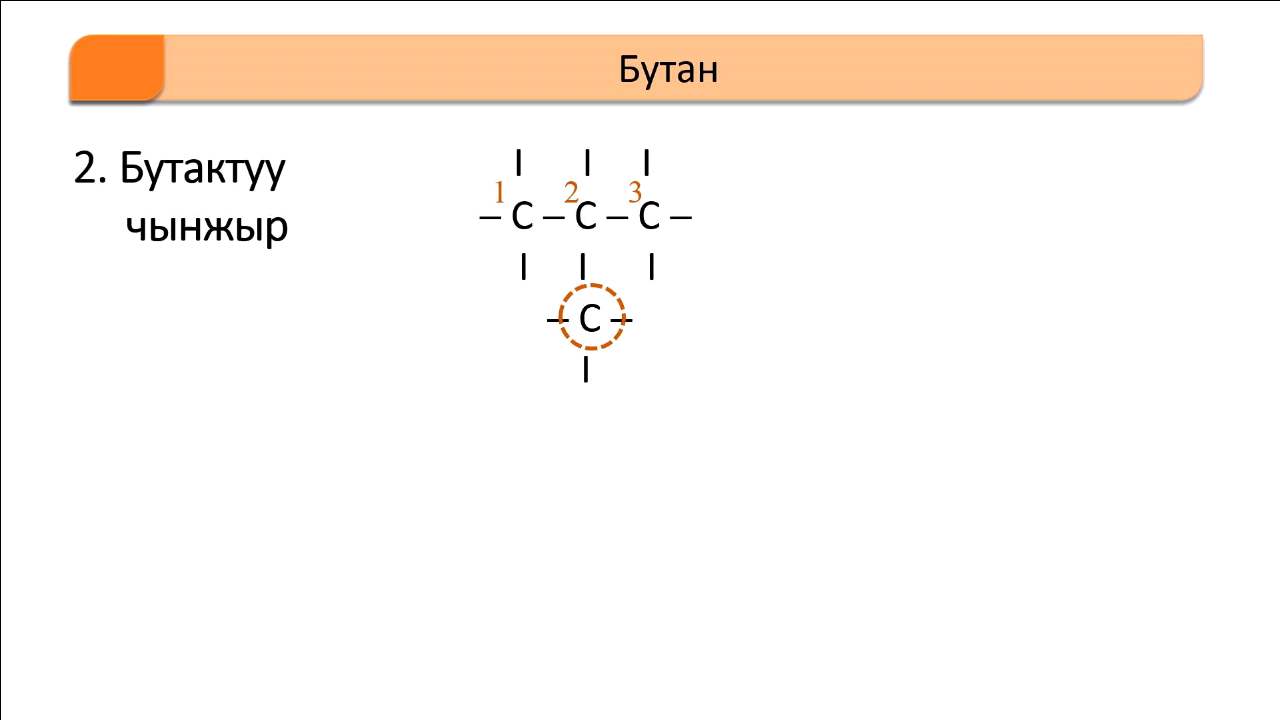 Бутан
2. Бутактуу
чынжыр
I I I
1 2 3
– C – C – C –
I I I
– C –
I